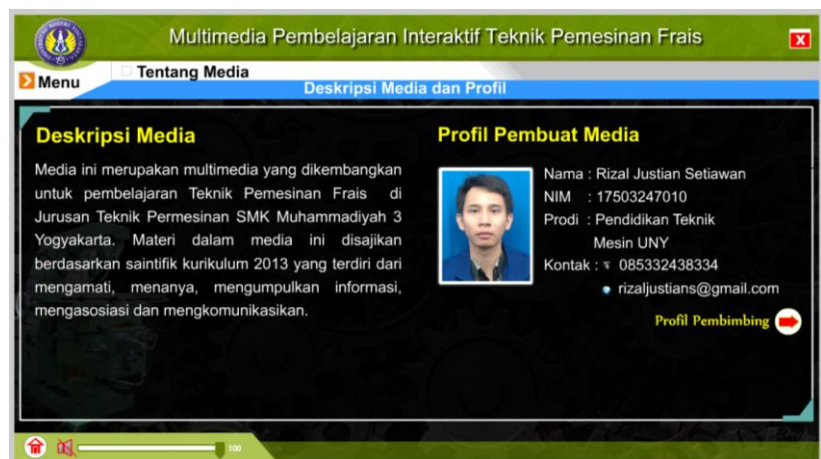 Multimedia Pembelajaran Interaktif Teknik Pemesinan Frais
X
Menu
Tentang Media
Deskripsi Media dan Profil
Deskripsi Media
Media ini merupakan multimedia yang dikembangkan
untuk pembelajaran Teknik Pemesinan Frais di
Jurusan Teknik Permesinan SMK Muhammadiyah 3
Yogyakarta. Materi dalam media ini disajikan
berdasarkan saintifik kurikulum 2013 yang terdiri dari
mengamati, menanya, mengumpulkan informasi,
mengasosiasi dan mengkomunikasikan.
Profil Pembuat Media
Nama : Rizal Justian Setiawan
NIM : 17503247010
Prodi : Pendidikan Teknik
Mesin UNY
Kontak : 085332438334
rizaljustians@gmail.com
Profil Pembimbing
100